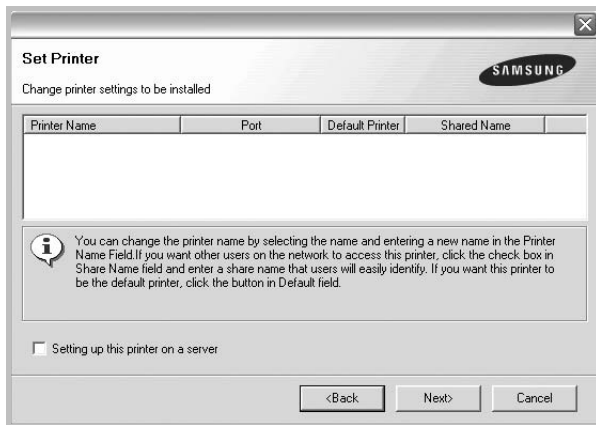 Set Printer
SAMSUNG
Change printer settings to be installed
Printer Name Port Default Printer Shared Name
You can change the printer name by selecting the name and entering a new name in the Printer
Name Field.If you want other users on the network to access this printer, click the check box in
Share Name field and enter a share name that users will easily identify. If you want this printer to
be the default printer, click the button in Default field.
Setting up this printer on a server
<Back Next> Cancel